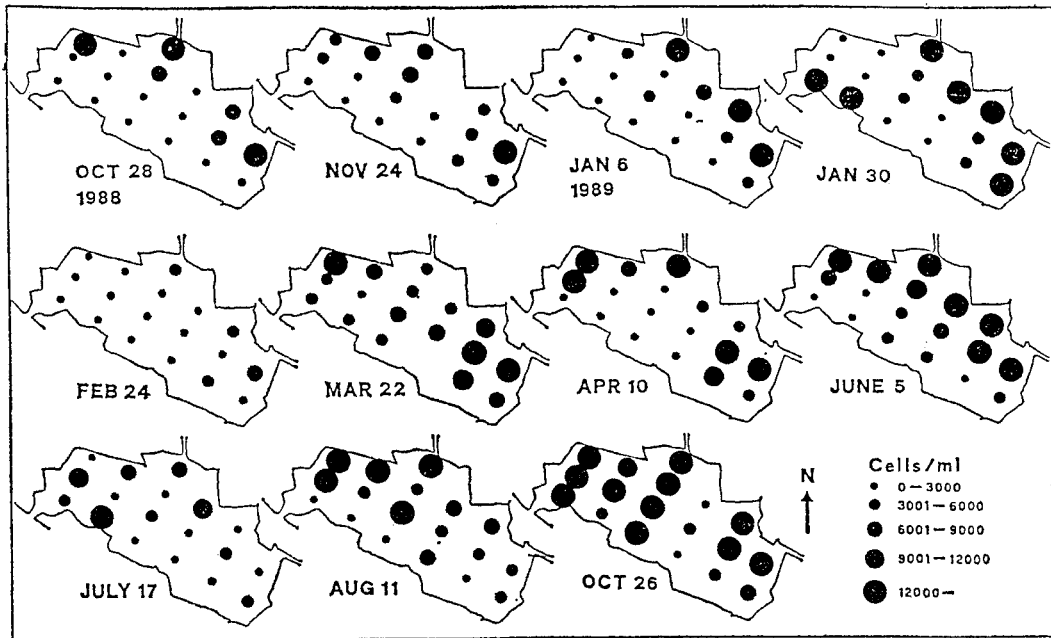 OCT 28
1988
NOV 24
JAN 6
1989
JAN 30
FEB 24
MAR 22
APR 10
JUNE 5
JULY 17
AUG 11
OCT 26
N
Cells/ml
0-3000
3001-6000
6001-9000
9001-12000
12000-